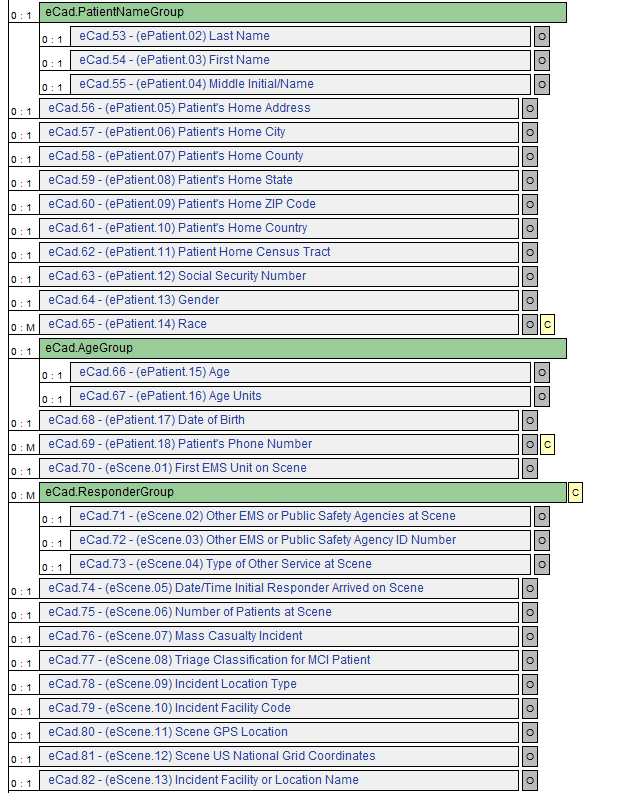 0 : 1 eCad.PatientNameGroup
0 : 1 eCad.53 - (ePatient.02) Last Name O
0 : 1 eCad.54 - (ePatient.03) First Name O
0 : 1 eCad.55 - (ePatient.04) Middle Initial/Name O
0 : 1 eCad.56 - (ePatient.05) Patient's Home Address O
0 : 1 eCad.57 - (ePatient.06) Patient's Home City O
0 : 1 eCad.58 - (ePatient.07) Patient's Home County O
0 : 1 eCad.59 - (ePatient.08) Patient's Home State O
0 : 1 eCad.60 - (ePatient.09) Patient's Home ZIP Code O
0 : 1 eCad.61 - (ePatient.10) Patient's Home Country O
0 : 1 eCad.62 - (ePatient.11) Patient Home Census Tract O
0 : 1 eCad.63 - (ePatient.12) Social Security Number O
0 : 1 eCad.64 - (ePatient.13) Gender O
0 : M eCad.65 - (ePatient.14) Race O C
0 : 1 eCad.AgeGroup
0 : 1 eCad.66 - (ePatient.15) Age O
0 : 1 eCad.67 - (ePatient.16) Age Units O
0 : 1 eCad.68 - (ePatient.17) Date of Birth O
0 : M eCad.69 - (ePatient.18) Patient's Phone Number O C
0 : 1 eCad.70 - (eScene.01) First EMS Unit on Scene O
0 : M eCad.ResponderGroup C
0 : 1 eCad.71 - (eScene.02) Other EMS or Public Safety Agencies at Scene O
0 : 1 eCad.72 - (eScene.03) Other EMS or Public Safety Agency ID Number O
0 : 1 eCad.73 - (eScene.04) Type of Other Service at Scene O
0 : 1 eCad.74 - (eScene.05) Date/Time Initial Responder Arrived on Scene O
0 : 1 eCad.75 - (eScene.06) Number of Patients at Scene O
0 : 1 eCad.76 - (eScene.07) Mass Casualty Incident O
0 : 1 eCad.77 - (eScene.08) Triage Classification for MCI Patient O
0 : 1 eCad.78 - (eScene.09) Incident Location Type O
0 : 1 eCad.79 - (eScene.10) Incident Facility Code O
0 : 1 eCad.80 - (eScene.11) Scene GPS Location O
0 : 1 eCad.81 - (eScene.12) Scene US National Grid Coordinates O
0 : 1 eCad.82 - (eScene.13) Incident Facility or Location Name O